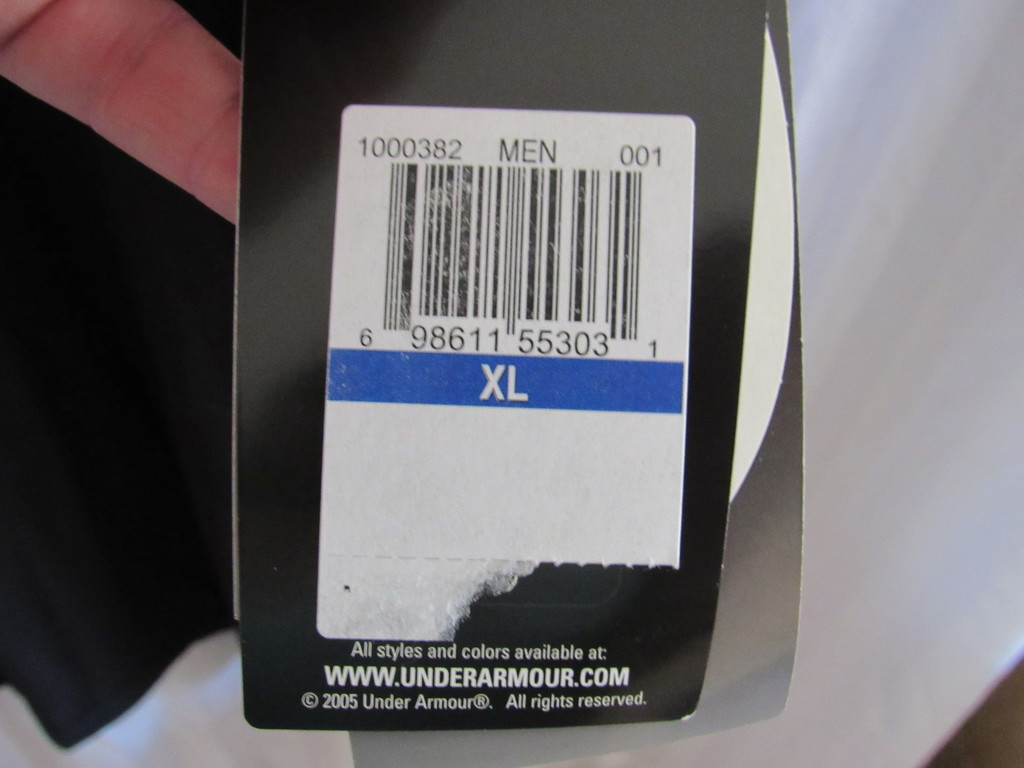 1000382 MEN 001
6 98611 55303 1
XL
All styles and colors available at:
WWW.UNDERARMOUR.COM
© 2005 Under Armour®. All rights reserved.